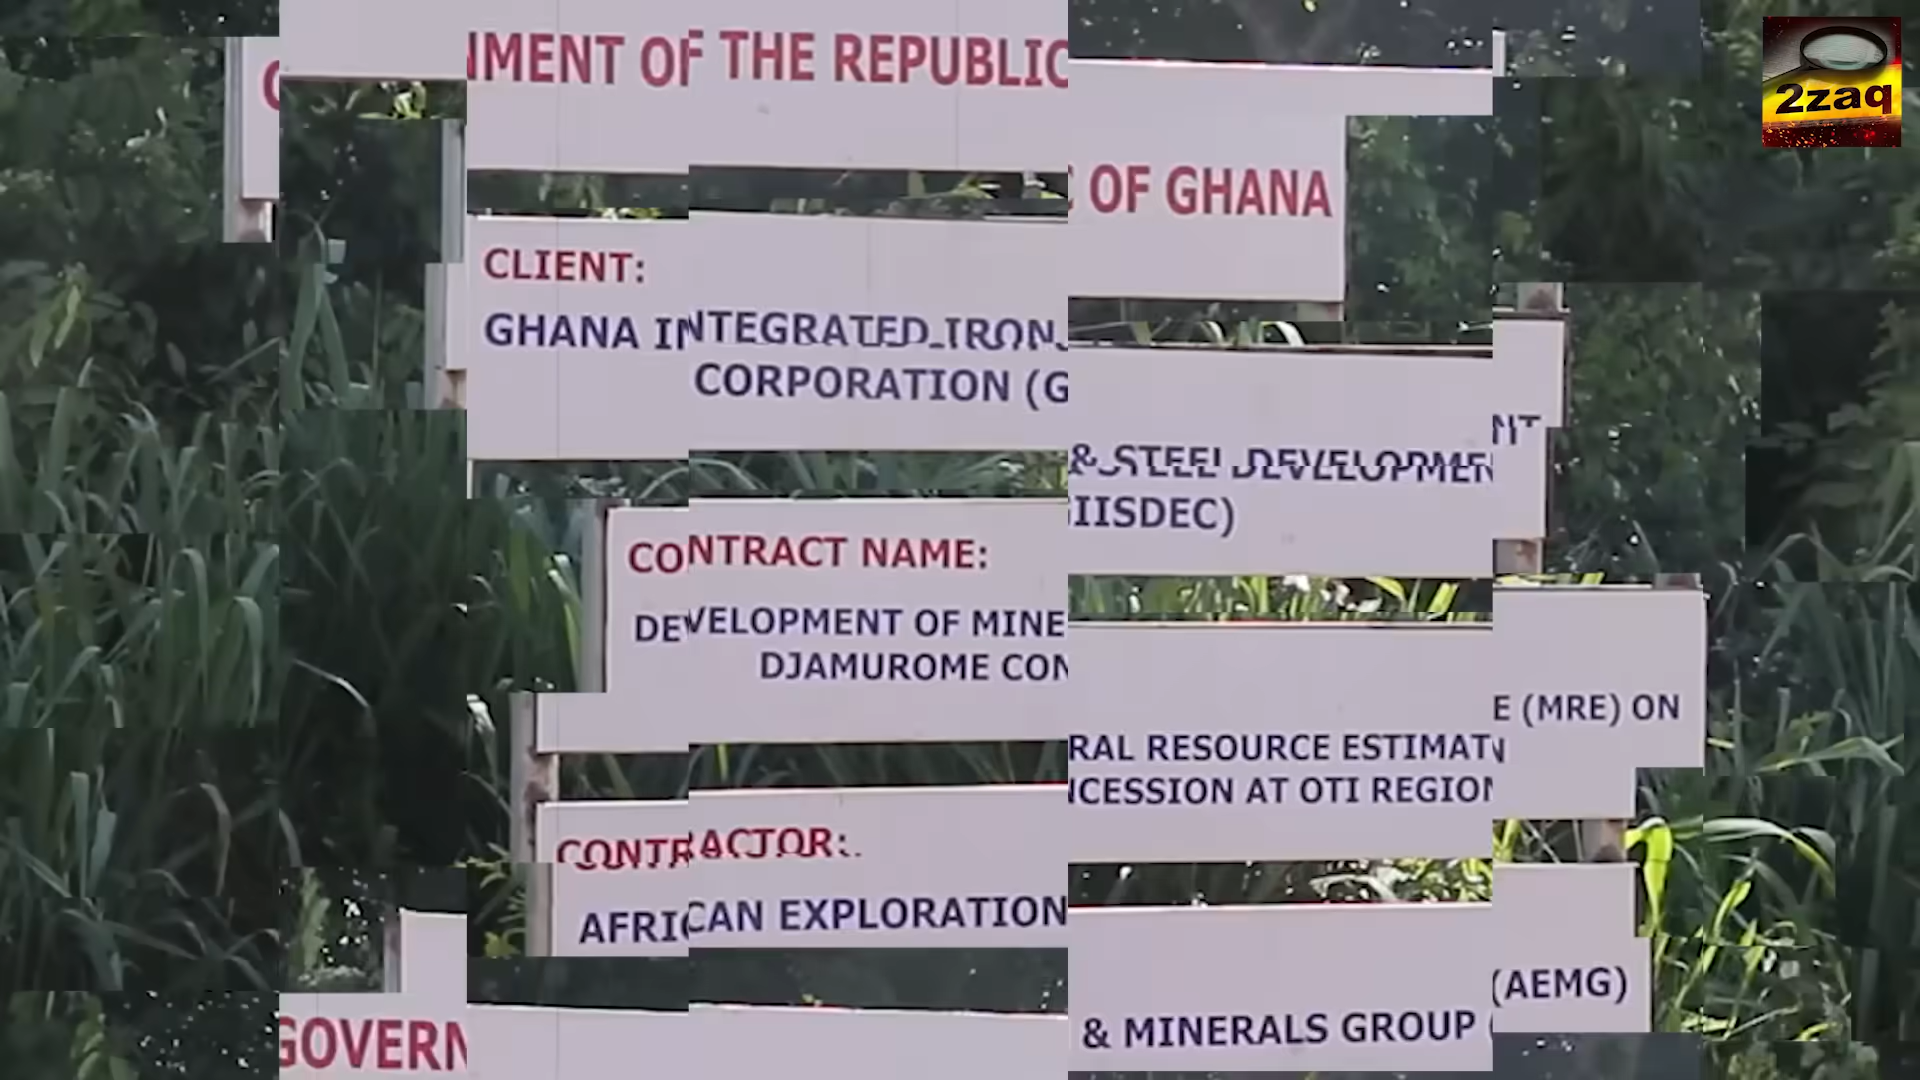 GOVERNMENT OF THE REPUBLIC OF GHANA
CLIENT:
GHANA INTEGRATED IRON & STEEL DEVELOPMENT
CORPORATION (GIISDEC)
CONTRACT NAME:
DEVELOPMENT OF MINERAL RESOURCE ESTIMATE (MRE) ON
DJAMUROME CONCESSION AT OTI REGION
CONTRACTOR:
AFRICAN EXPLORATION & MINERALS GROUP (AEMG)
2zaq